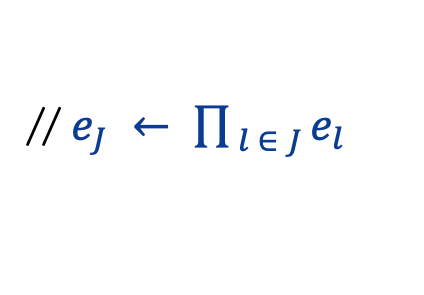 // e_J ← ∏_{l ∈ J} e_l